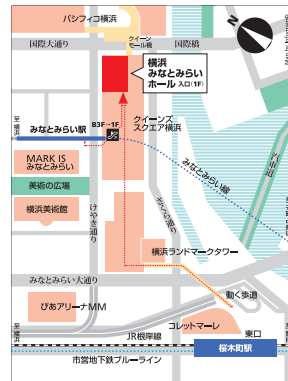 パシフィコ横浜
クイーン
モール橋
国際大通り
国際橋
N
横浜
みなとみらい
ホール 入口(1F)
至
横浜
みなとみらい駅
B3F→1F
クイーンズ
スクエア横浜
MARK IS
みなとみらい
美術の広場
横浜美術館
けやき通り
さくら通り
みなとみらい線
汽車道
横浜ランドマークタワー
みなとみらい大通り
ぴあアリーナMM
動く歩道
コレットマーレ
東口
至
横浜
JR根岸線
桜木町駅
市営地下鉄ブルーライン